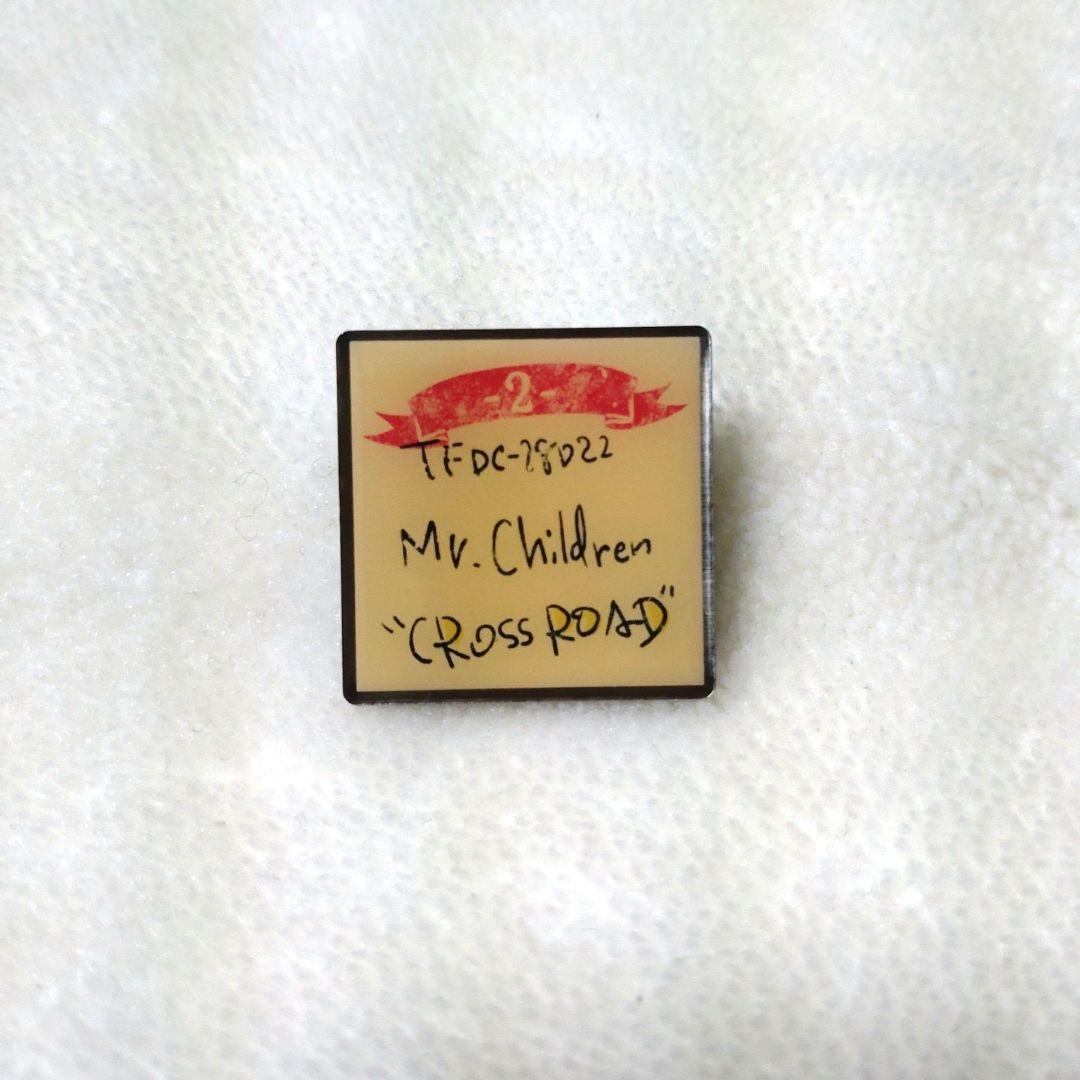 -2-
TFDC-28022
Mr. Children
"CROSS ROAD"